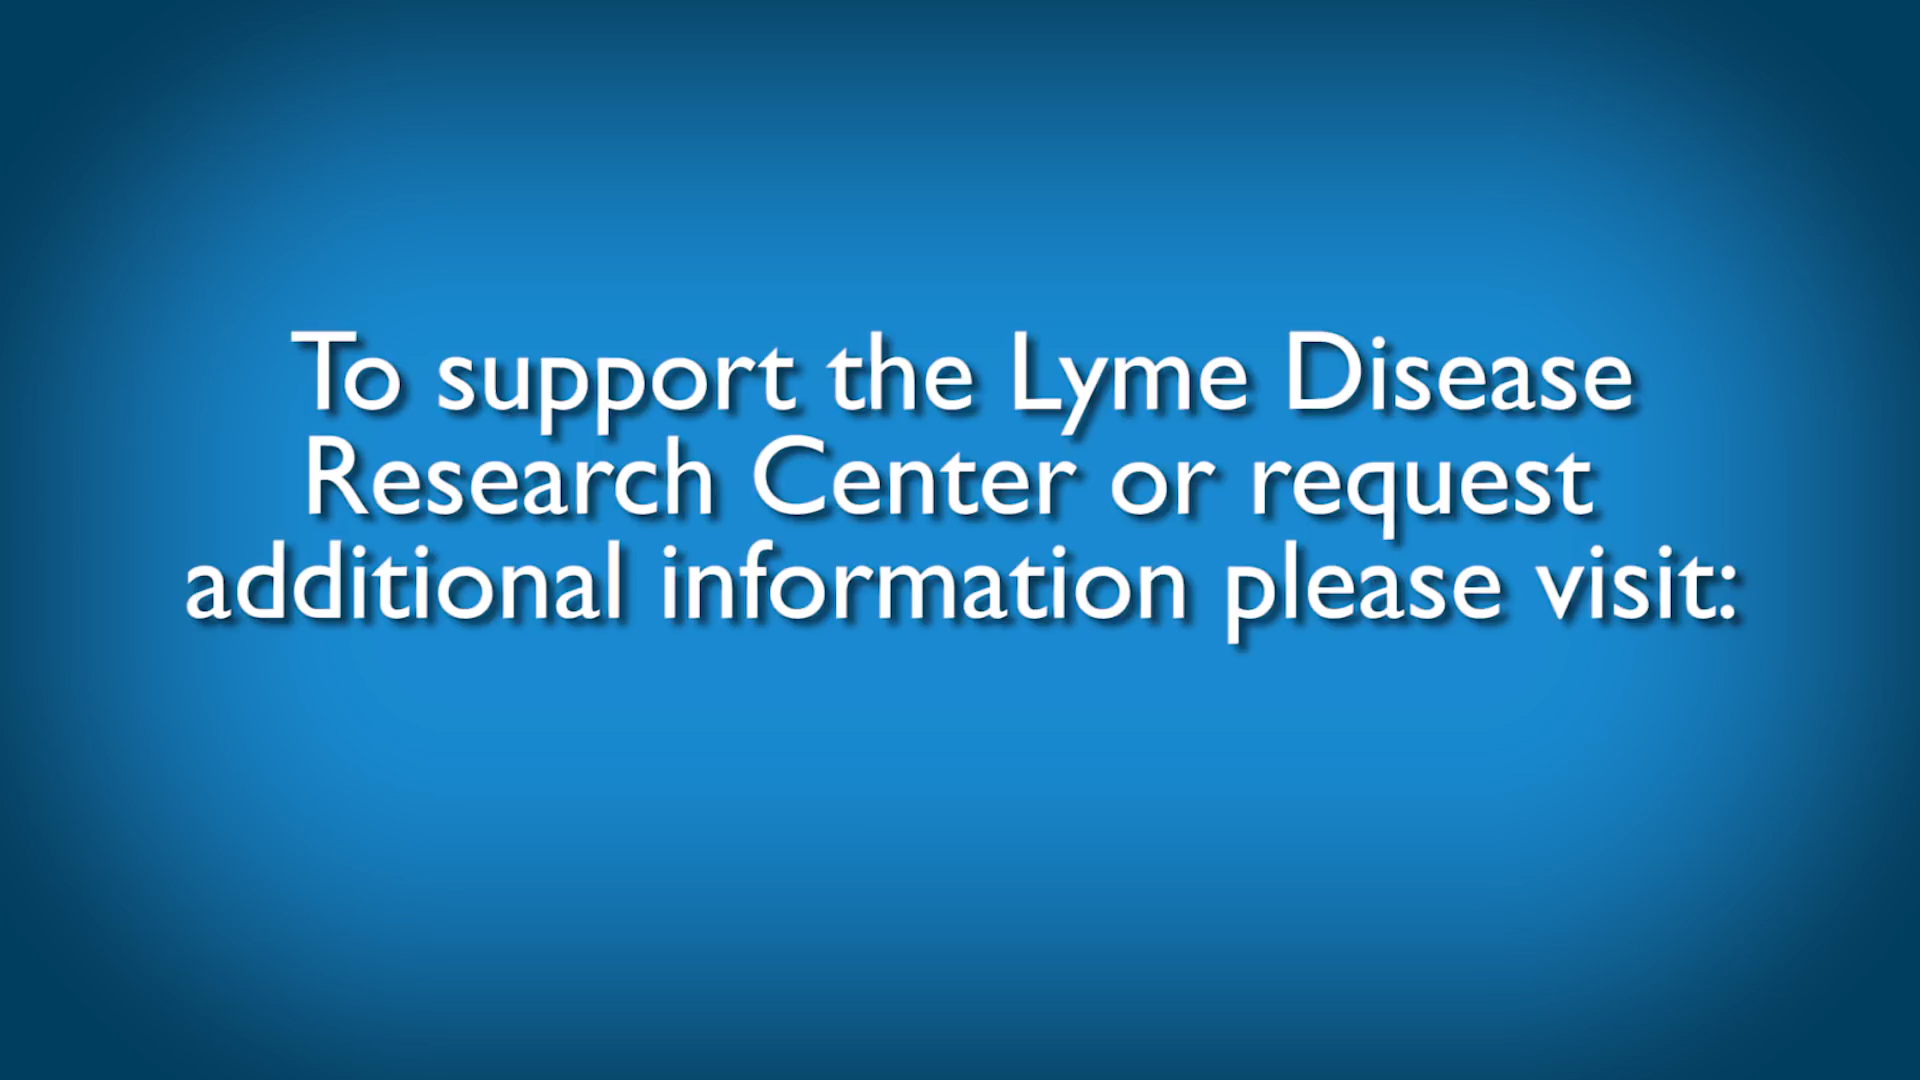 To support the Lyme Disease
Research Center or request
additional information please visit: